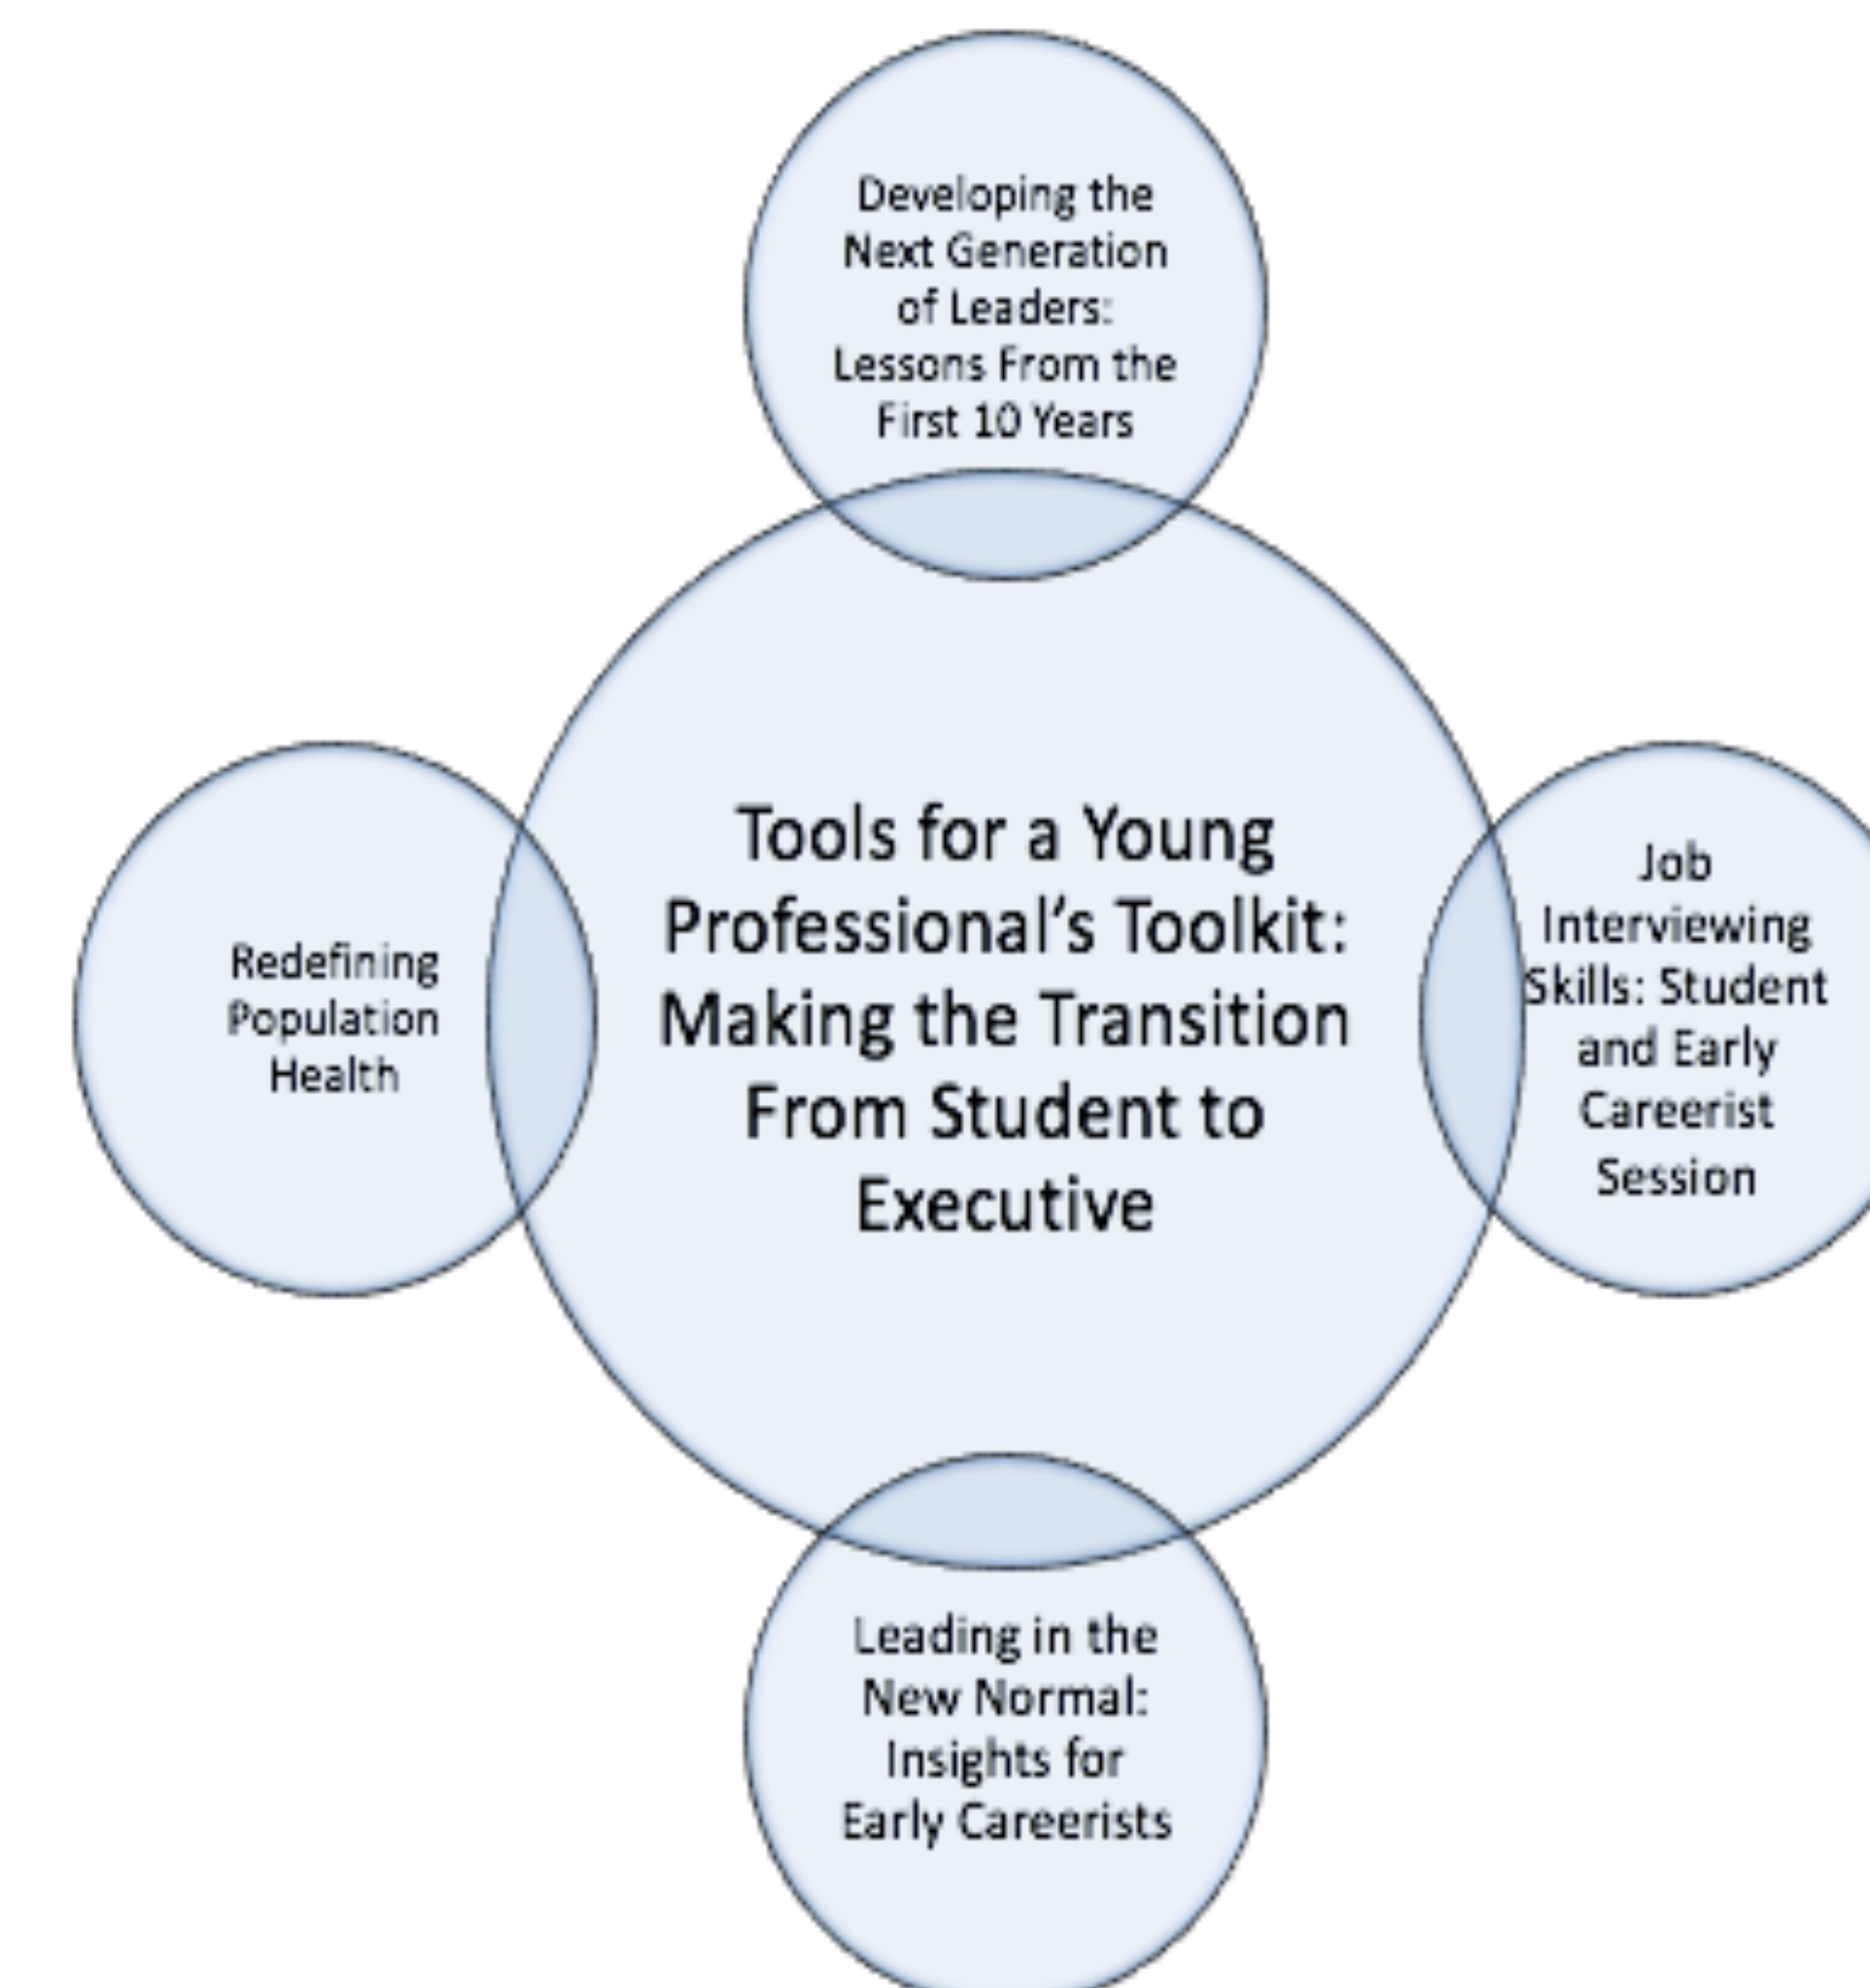 Developing the
Next Generation
of Leaders:
Lessons From the
First 10 Years
Redefining
Population
Health
Tools for a Young
Professional’s Toolkit:
Making the Transition
From Student to
Executive
Job
Interviewing
Skills: Student
and Early
Careerist
Session
Leading in the
New Normal:
Insights for
Early Careerists